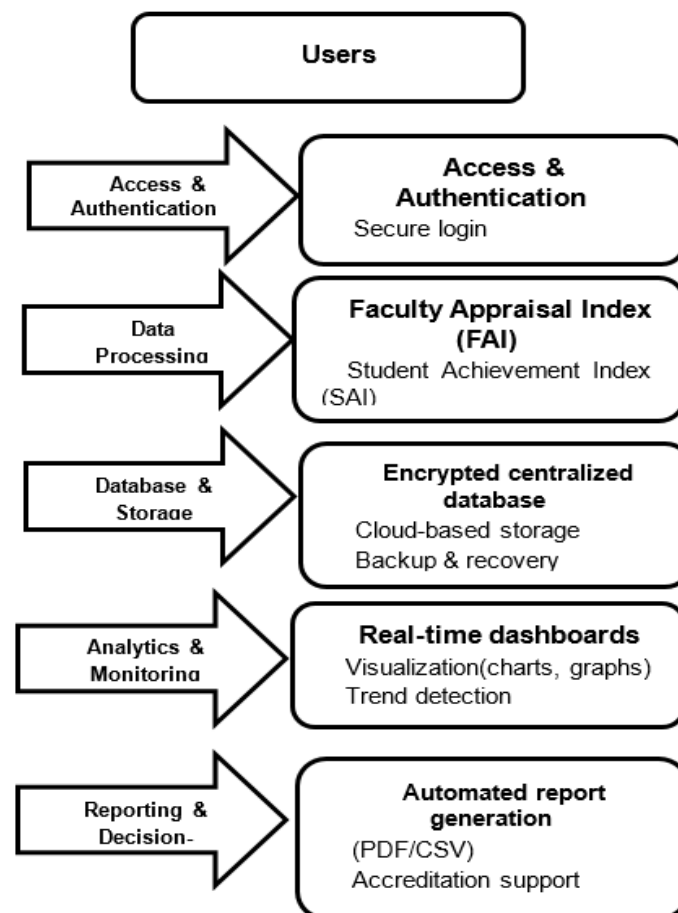 Users
Access &
Authentication
Access &
Authentication
Secure login
Data
Processing
Faculty Appraisal Index
(FAI)
Student Achievement Index
(SAI)
Database &
Storage
Encrypted centralized
database
Cloud-based storage
Backup & recovery
Analytics &
Monitoring
Real-time dashboards
Visualization(charts, graphs)
Trend detection
Reporting &
Decision-
Automated report
generation
(PDF/CSV)
Accreditation support